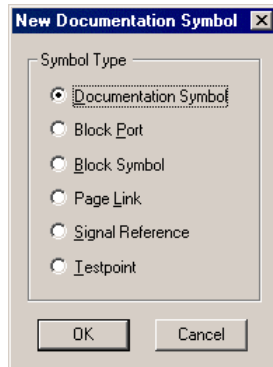 New Documentation Symbol
Symbol Type
Documentation Symbol
Block Port
Block Symbol
Page Link
Signal Reference
Testpoint
OK Cancel